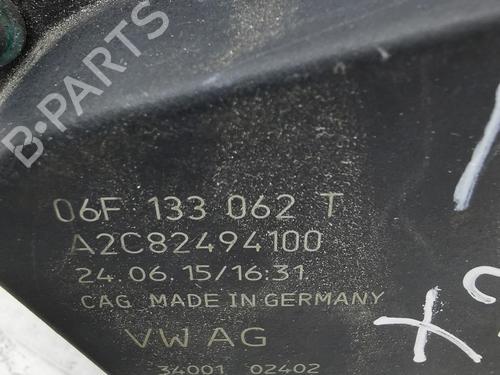 B-PARTS
06F 133 062 T
A2C82494100
24.06.15/16:31
CAG MADE IN GERMANY
VW AG
34001 02402